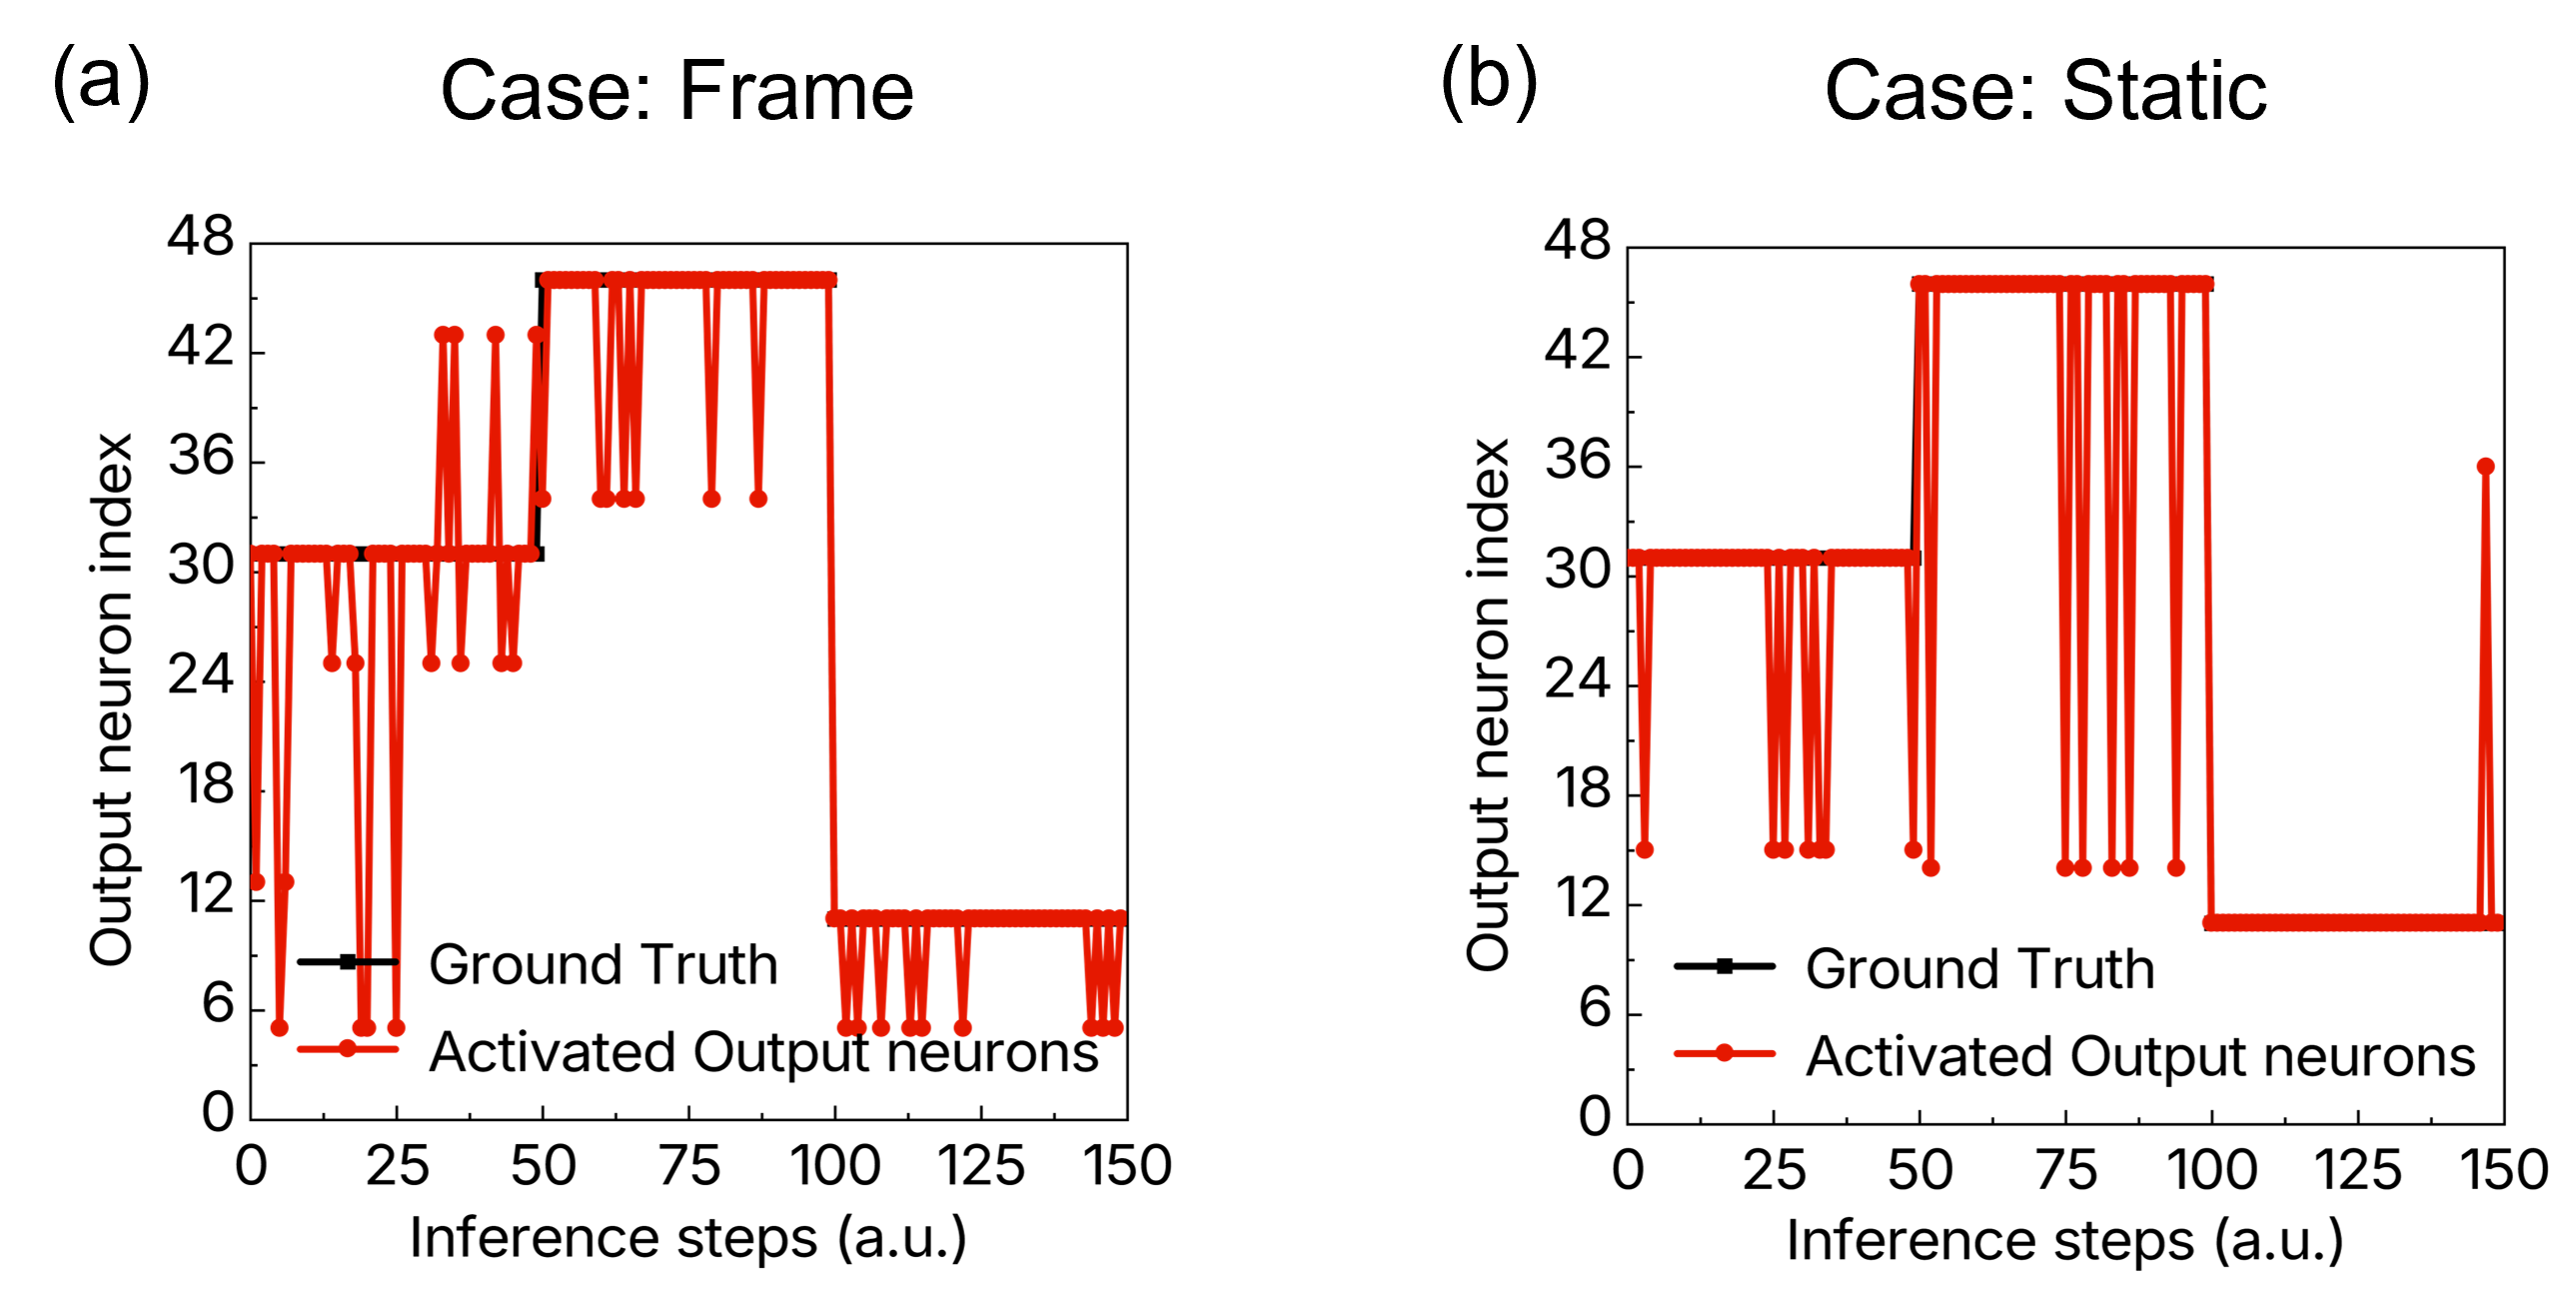 (a)
Case: Frame
48
42
36
30
24
18
12
6
0
Output neuron index
Ground Truth
Activated Output neurons
0 25 50 75 100 125 150
Inference steps (a.u.)
(b)
Case: Static
48
42
36
30
24
18
12
6
0
Output neuron index
Ground Truth
Activated Output neurons
0 25 50 75 100 125 150
Inference steps (a.u.)